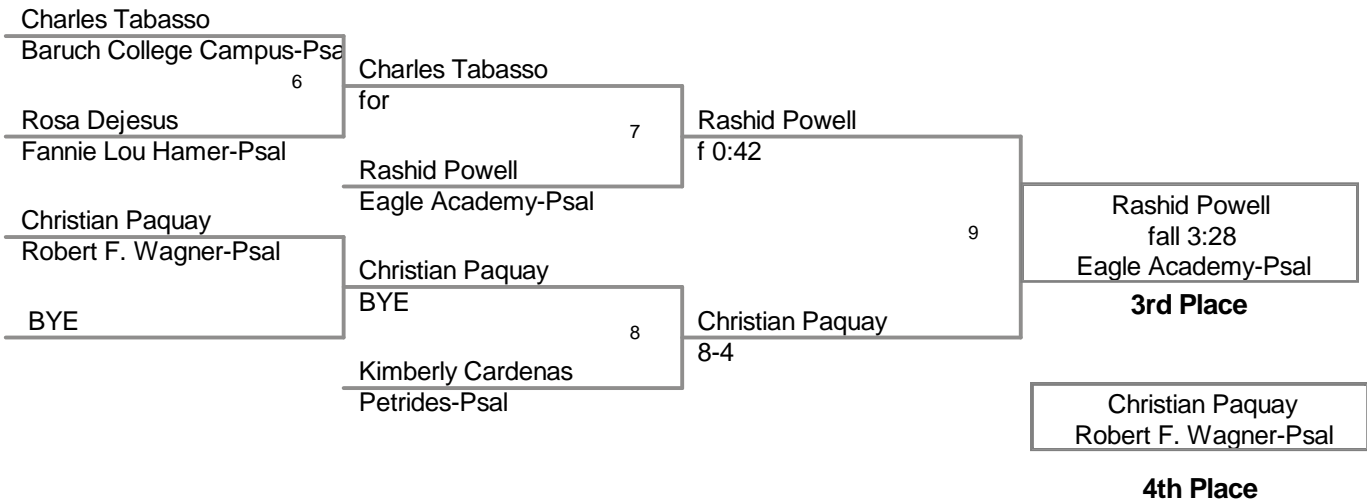 Charles Tabasso
Baruch College Campus-Psa
6
Rosa Dejesus
Fannie Lou Hamer-Psal
Christian Paquay
Robert F. Wagner-Psal
BYE
Charles Tabasso
for
7
Rashid Powell
Eagle Academy-Psal
Christian Paquay
BYE
8
Kimberly Cardenas
Petrides-Psal
Rashid Powell
f 0:42
9
Christian Paquay
8-4
Rashid Powell
fall 3:28
Eagle Academy-Psal
3rd Place
Christian Paquay
Robert F. Wagner-Psal
4th Place